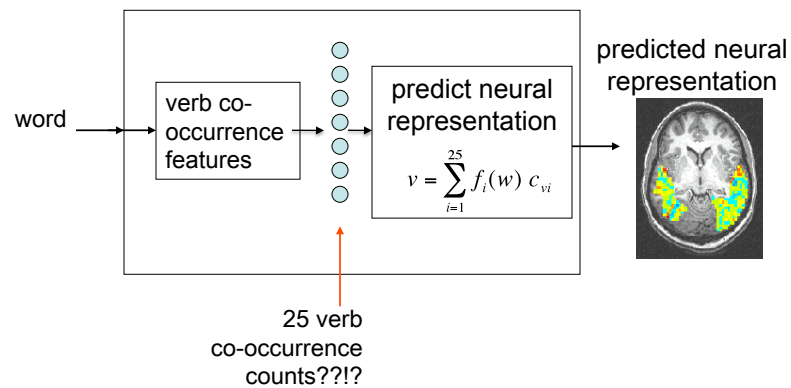 word
verb co-
occurrence
features
predict neural
representation
v = ∑_{i=1}^{25} f_i(w) c_{vi}
predicted neural
representation
25 verb
co-occurrence
counts??!?